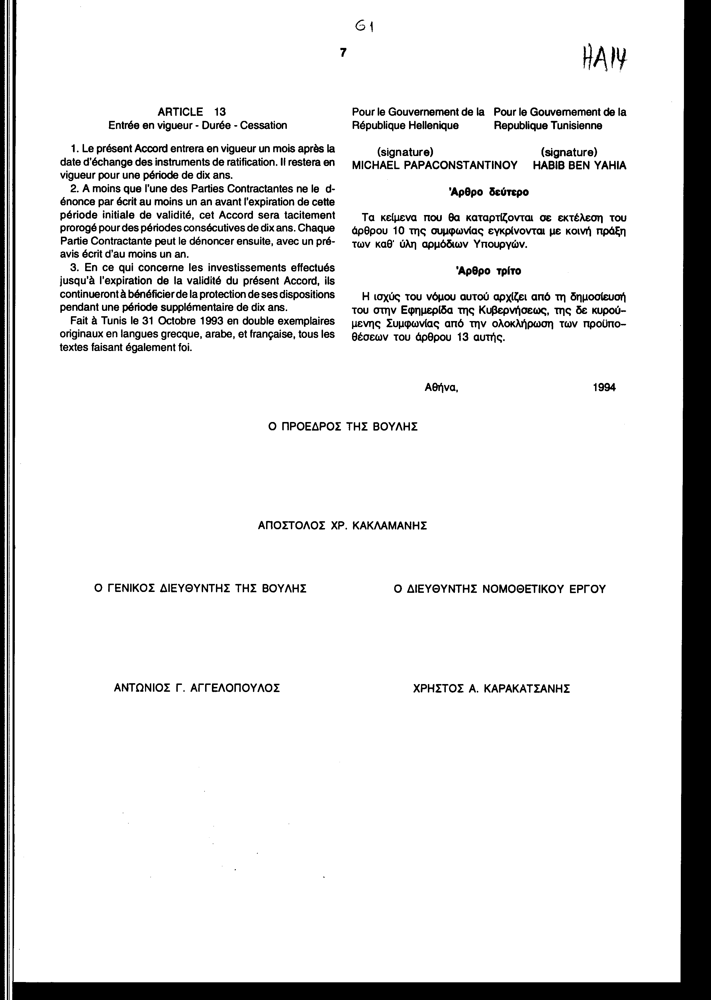 61
7
HA14
ARTICLE 13
Entrée en vigueur - Durée - Cessation
1. Le présent Accord entrera en vigueur un mois après la
date d'échange des instruments de ratification. Il restera en
vigueur pour une période de dix ans.
2. A moins que l'une des Parties Contractantes ne le d-
énonce par écrit au moins un an avant l'expiration de cette
période initiale de validité, cet Accord sera tacitement
prorogé pour des périodes consécutives de dix ans. Chaque
Partie Contractante peut le dénoncer ensuite, avec un pré-
avis écrit d'au moins un an.
3. En ce qui concerne les investissements effectués
jusqu'à l'expiration de la validité du présent Accord, ils
continueront à bénéficier de la protection de ses dispositions
pendant une période supplémentaire de dix ans.
Fait à Tunis le 31 Octobre 1993 en double exemplaires
originaux en langues grecque, arabe, et française, tous les
textes faisant également foi.
Pour le Gouvernement de la Pour le Gouvernement de la
République Hellenique Republique Tunisienne
(signature) (signature)
MICHAEL PAPACONSTANTINOY HABIB BEN YAHIA
'Αρθρο δεύτερο
Τα κείμενα που θα καταρτίζονται σε εκτέλεση του
άρθρου 10 της συμφωνίας εγκρίνονται με κοινή πράξη
των καθ' ύλη αρμόδιων Υπουργών.
'Αρθρο τρίτο
Η ισχύς του νόμου αυτού αρχίζει από τη δημοσίευσή
του στην Εφημερίδα της Κυβερνήσεως, της δε κυρού-
μενης Συμφωνίας από την ολοκλήρωση των προϋπο-
θέσεων του άρθρου 13 αυτής.
Αθήνα, 1994
Ο ΠΡΟΕΔΡΟΣ ΤΗΣ ΒΟΥΛΗΣ
ΑΠΟΣΤΟΛΟΣ ΧΡ. ΚΑΚΛΑΜΑΝΗΣ
Ο ΓΕΝΙΚΟΣ ΔΙΕΥΘΥΝΤΗΣ ΤΗΣ ΒΟΥΛΗΣ Ο ΔΙΕΥΘΥΝΤΗΣ ΝΟΜΟΘΕΤΙΚΟΥ ΕΡΓΟΥ
ΑΝΤΩΝΙΟΣ Γ. ΑΓΓΕΛΟΠΟΥΛΟΣ ΧΡΗΣΤΟΣ Α. ΚΑΡΑΚΑΤΣΑΝΗΣ